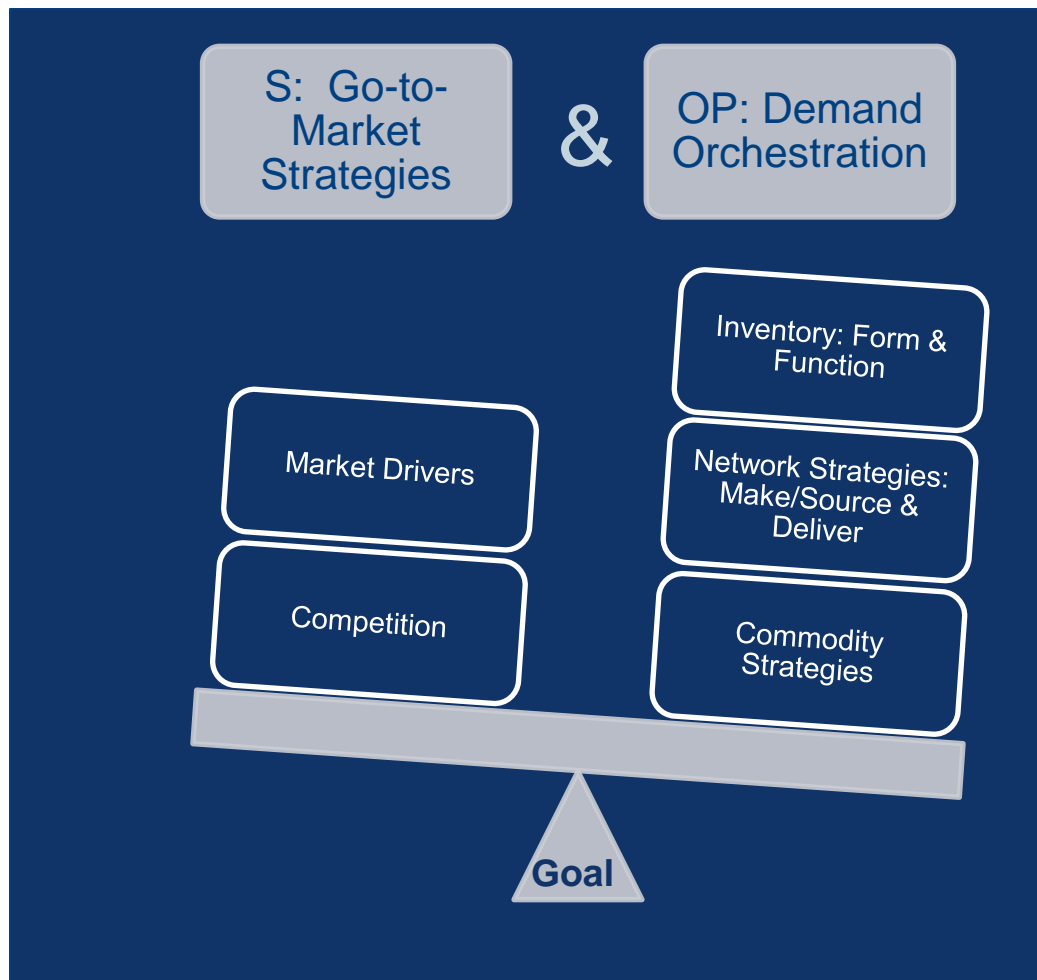 S:  Go-to-
Market
Strategies
&
OP: Demand
Orchestration
Inventory: Form &
Function
Market Drivers
Network Strategies:
Make/Source &
Deliver
Competition
Commodity
Strategies
Goal